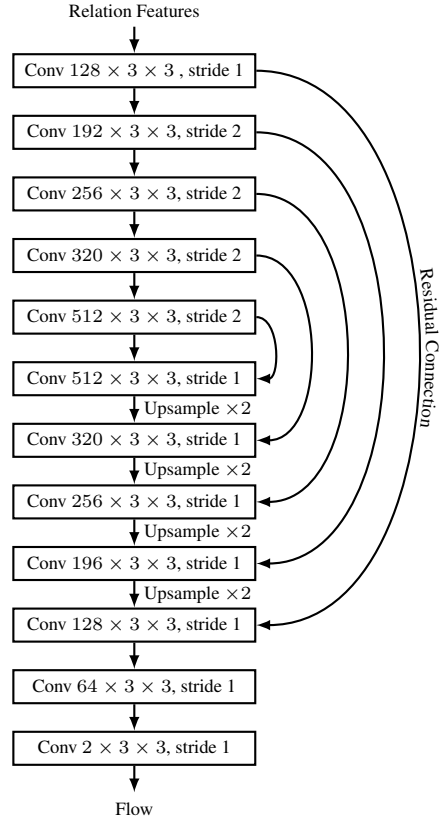 Relation Features
Conv 128 × 3 × 3 , stride 1
Conv 192 × 3 × 3, stride 2
Conv 256 × 3 × 3, stride 2
Conv 320 × 3 × 3, stride 2
Conv 512 × 3 × 3, stride 2
Conv 512 × 3 × 3, stride 1
Upsample ×2
Conv 320 × 3 × 3, stride 1
Upsample ×2
Conv 256 × 3 × 3, stride 1
Upsample ×2
Conv 196 × 3 × 3, stride 1
Upsample ×2
Conv 128 × 3 × 3, stride 1
Conv 64 × 3 × 3, stride 1
Conv 2 × 3 × 3, stride 1
Flow
Residual Connection